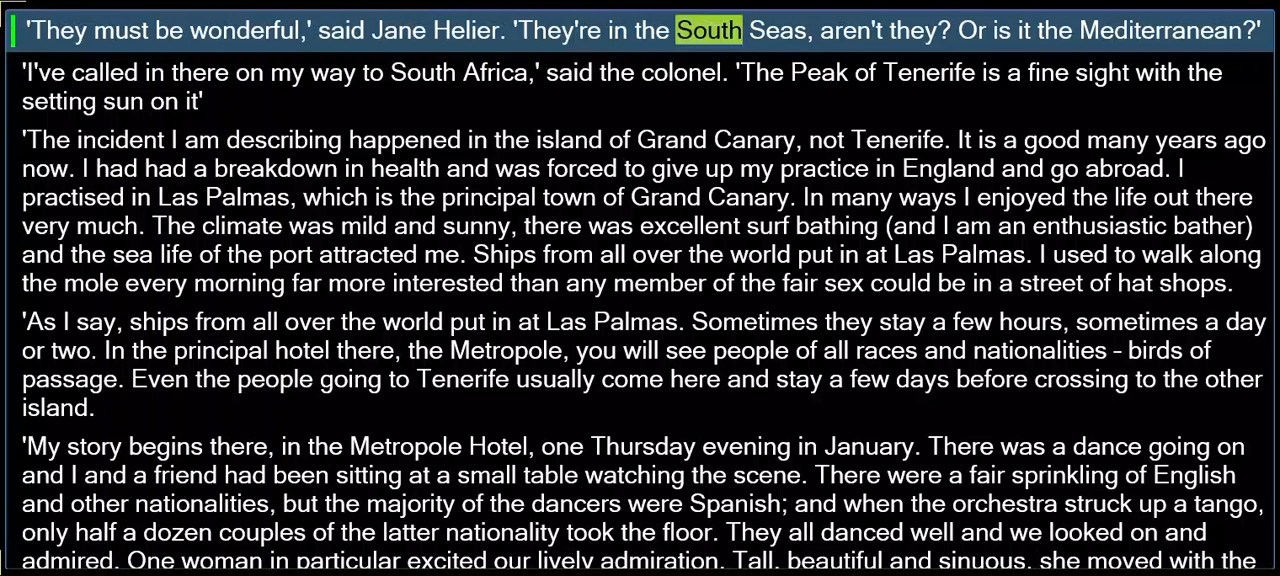 'They must be wonderful,' said Jane Helier. 'They're in the South Seas, aren't they? Or is it the Mediterranean?'
'I've called in there on my way to South Africa,' said the colonel. 'The Peak of Tenerife is a fine sight with the
setting sun on it'
'The incident I am describing happened in the island of Grand Canary, not Tenerife. It is a good many years ago
now. I had had a breakdown in health and was forced to give up my practice in England and go abroad. I
practised in Las Palmas, which is the principal town of Grand Canary. In many ways I enjoyed the life out there
very much. The climate was mild and sunny, there was excellent surf bathing (and I am an enthusiastic bather)
and the sea life of the port attracted me. Ships from all over the world put in at Las Palmas. I used to walk along
the mole every morning far more interested than any member of the fair sex could be in a street of hat shops.
'As I say, ships from all over the world put in at Las Palmas. Sometimes they stay a few hours, sometimes a day
or two. In the principal hotel there, the Metropole, you will see people of all races and nationalities – birds of
passage. Even the people going to Tenerife usually come here and stay a few days before crossing to the other
island.
'My story begins there, in the Metropole Hotel, one Thursday evening in January. There was a dance going on
and I and a friend had been sitting at a small table watching the scene. There were a fair sprinkling of English
and other nationalities, but the majority of the dancers were Spanish; and when the orchestra struck up a tango,
only half a dozen couples of the latter nationality took the floor. They all danced well and we looked on and
admired. One woman in particular excited our lively admiration. Tall, beautiful and sinuous, she moved with the